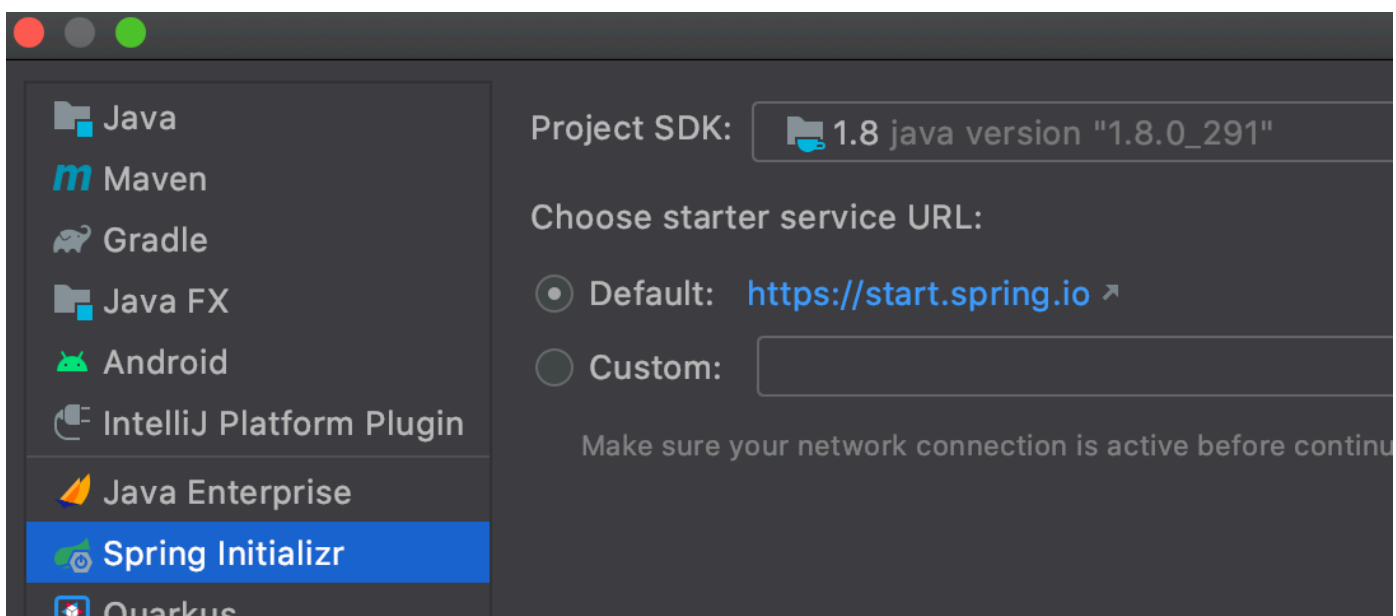 Java
Maven
Gradle
Java FX
Android
IntelliJ Platform Plugin
Java Enterprise
Spring Initializr
Quarkus
Project SDK: 1.8 java version "1.8.0_291"
Choose starter service URL:
Default: https://start.spring.io
Custom:
Make sure your network connection is active before continu